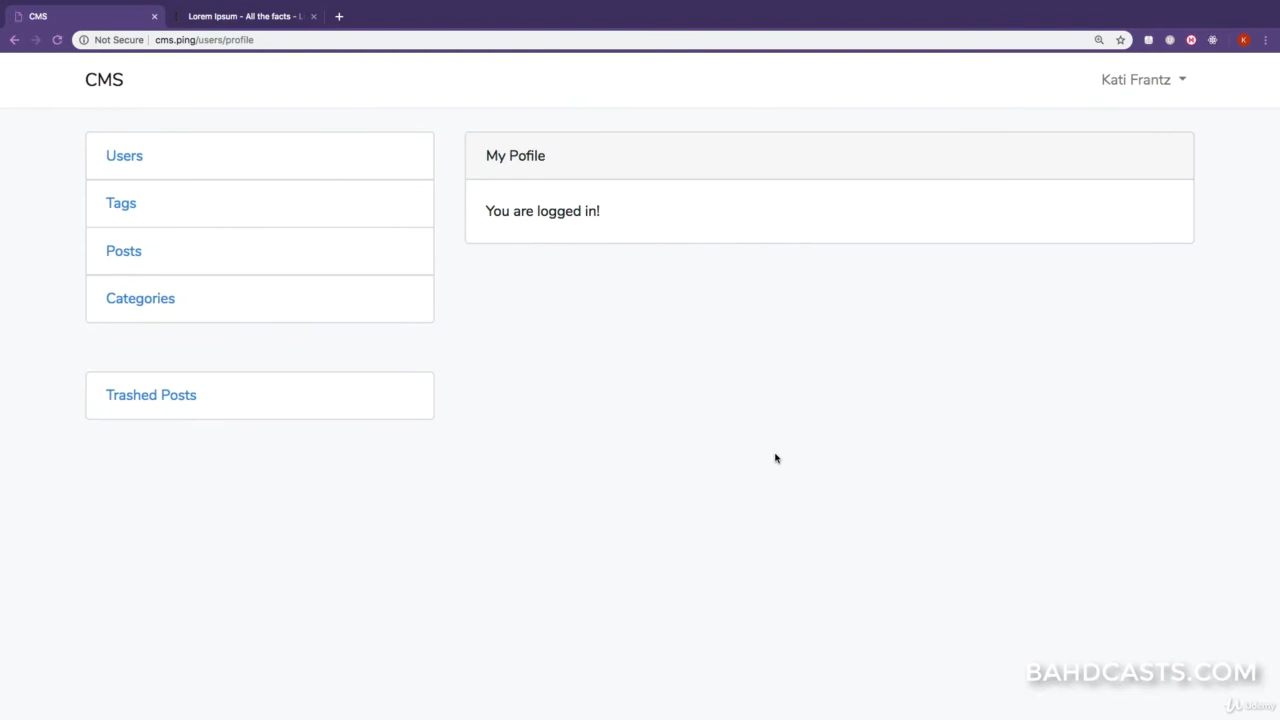 CMS
Lorem Ipsum - All the facts - L
Not Secure
cms.ping/users/profile
K
CMS
Kati Frantz
Users
Tags
Posts
Categories
Trashed Posts
My Pofile
You are logged in!
BAHDCASTS.COM
Udemy